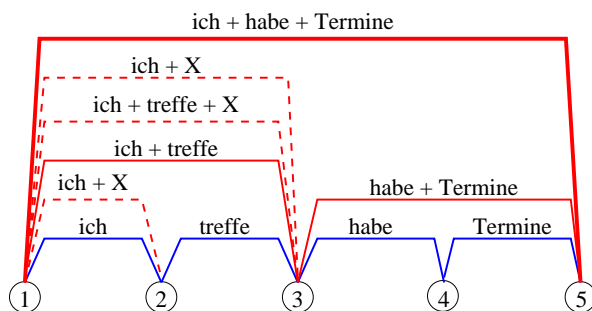 ich + habe + Termine
ich + X
ich + treffe + X
ich + treffe
ich + X
habe + Termine
ich treffe habe Termine
1 2 3 4 5